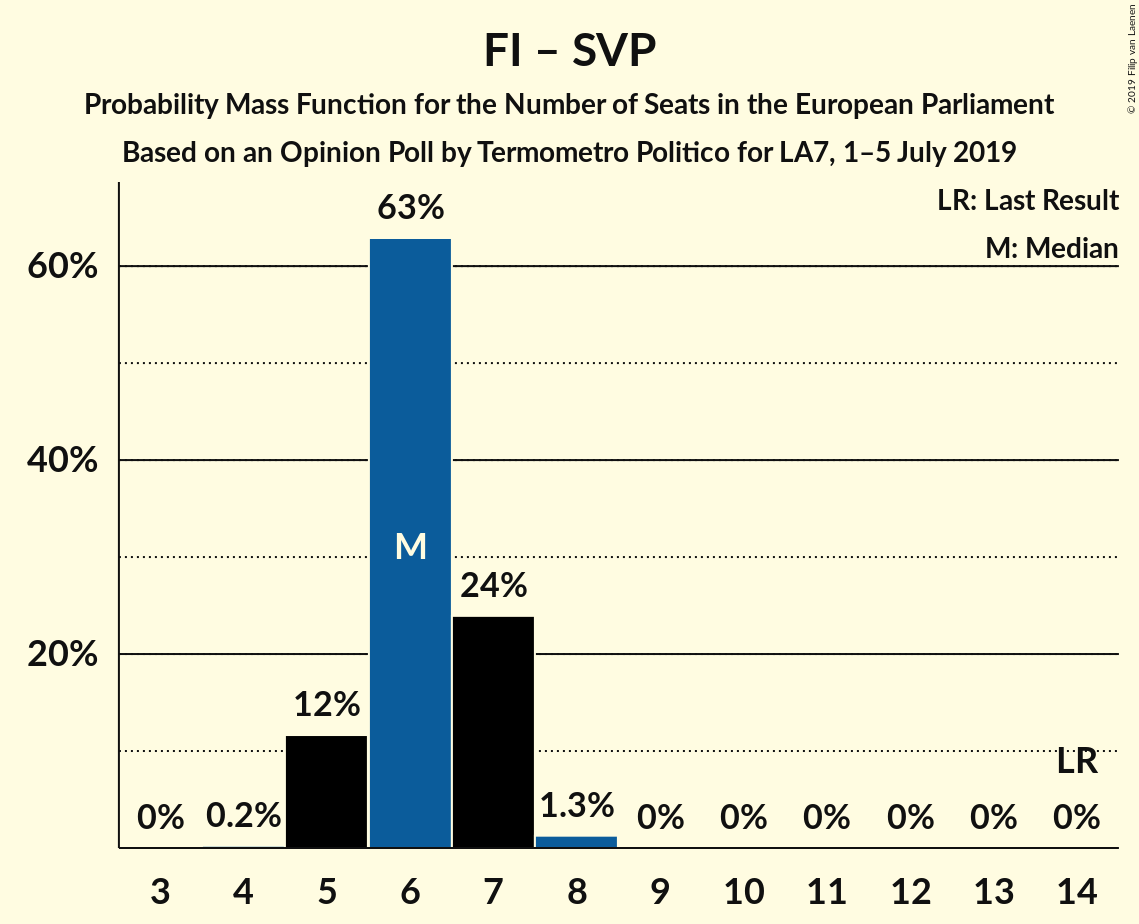 FI – SVP
Probability Mass Function for the Number of Seats in the European Parliament
Based on an Opinion Poll by Termometro Politico for LA7, 1–5 July 2019
© 2019 Filip van Laenen
LR: Last Result
M: Median
60%
40%
20%
0%
0.2%
12%
63%
M
24%
1.3%
0%
0%
0%
0%
0%
LR
0%
3 4 5 6 7 8 9 10 11 12 13 14